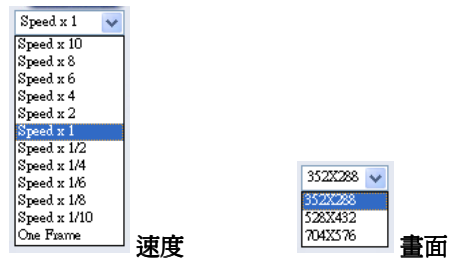 Speed x 1
Speed x 10
Speed x 8
Speed x 6
Speed x 4
Speed x 2
Speed x 1
Speed x 1/2
Speed x 1/4
Speed x 1/6
Speed x 1/8
Speed x 1/10
One Frame
速度
352X288
352X288
528X432
704X576
畫面